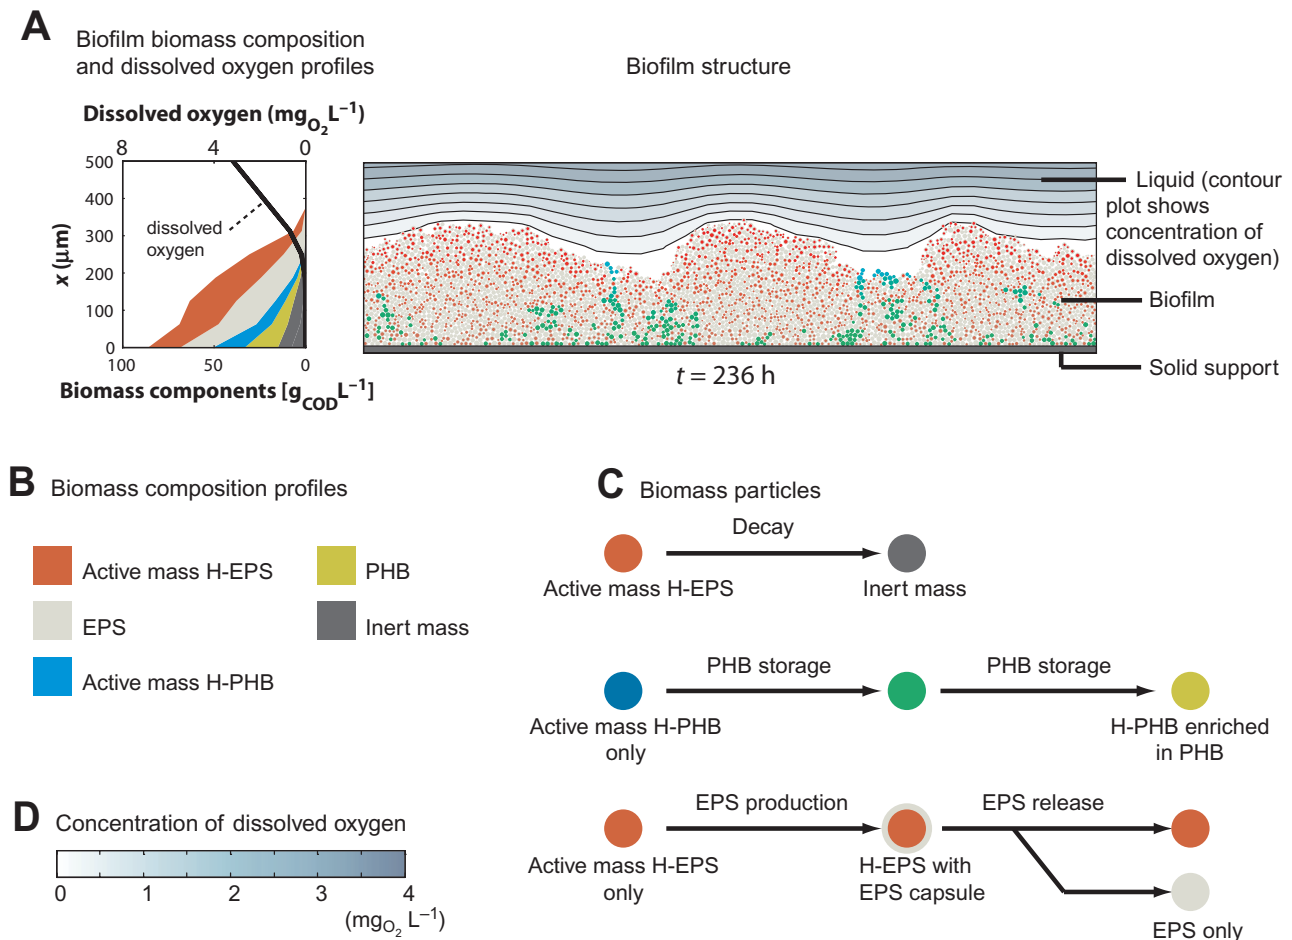 A
Biofilm biomass composition
and dissolved oxygen profiles
Biofilm structure
Dissolved oxygen (mgO2L–1)
8 4 0
500
400
300
200
100
0
x (μm)
dissolved
oxygen
100 50 0
Biomass components [gCODL–1]
t = 236 h
Liquid (contour
plot shows
concentration of
dissolved oxygen)
Biofilm
Solid support
B Biomass composition profiles
Active mass H-EPS
EPS
Active mass H-PHB
PHB
Inert mass
C Biomass particles
Decay
Active mass H-EPS
Inert mass
PHB storage
PHB storage
Active mass H-PHB
only
H-PHB enriched
in PHB
EPS production
EPS release
Active mass H-EPS
only
H-EPS with
EPS capsule
EPS only
D Concentration of dissolved oxygen
0 1 2 3 4
(mgO2 L–1)